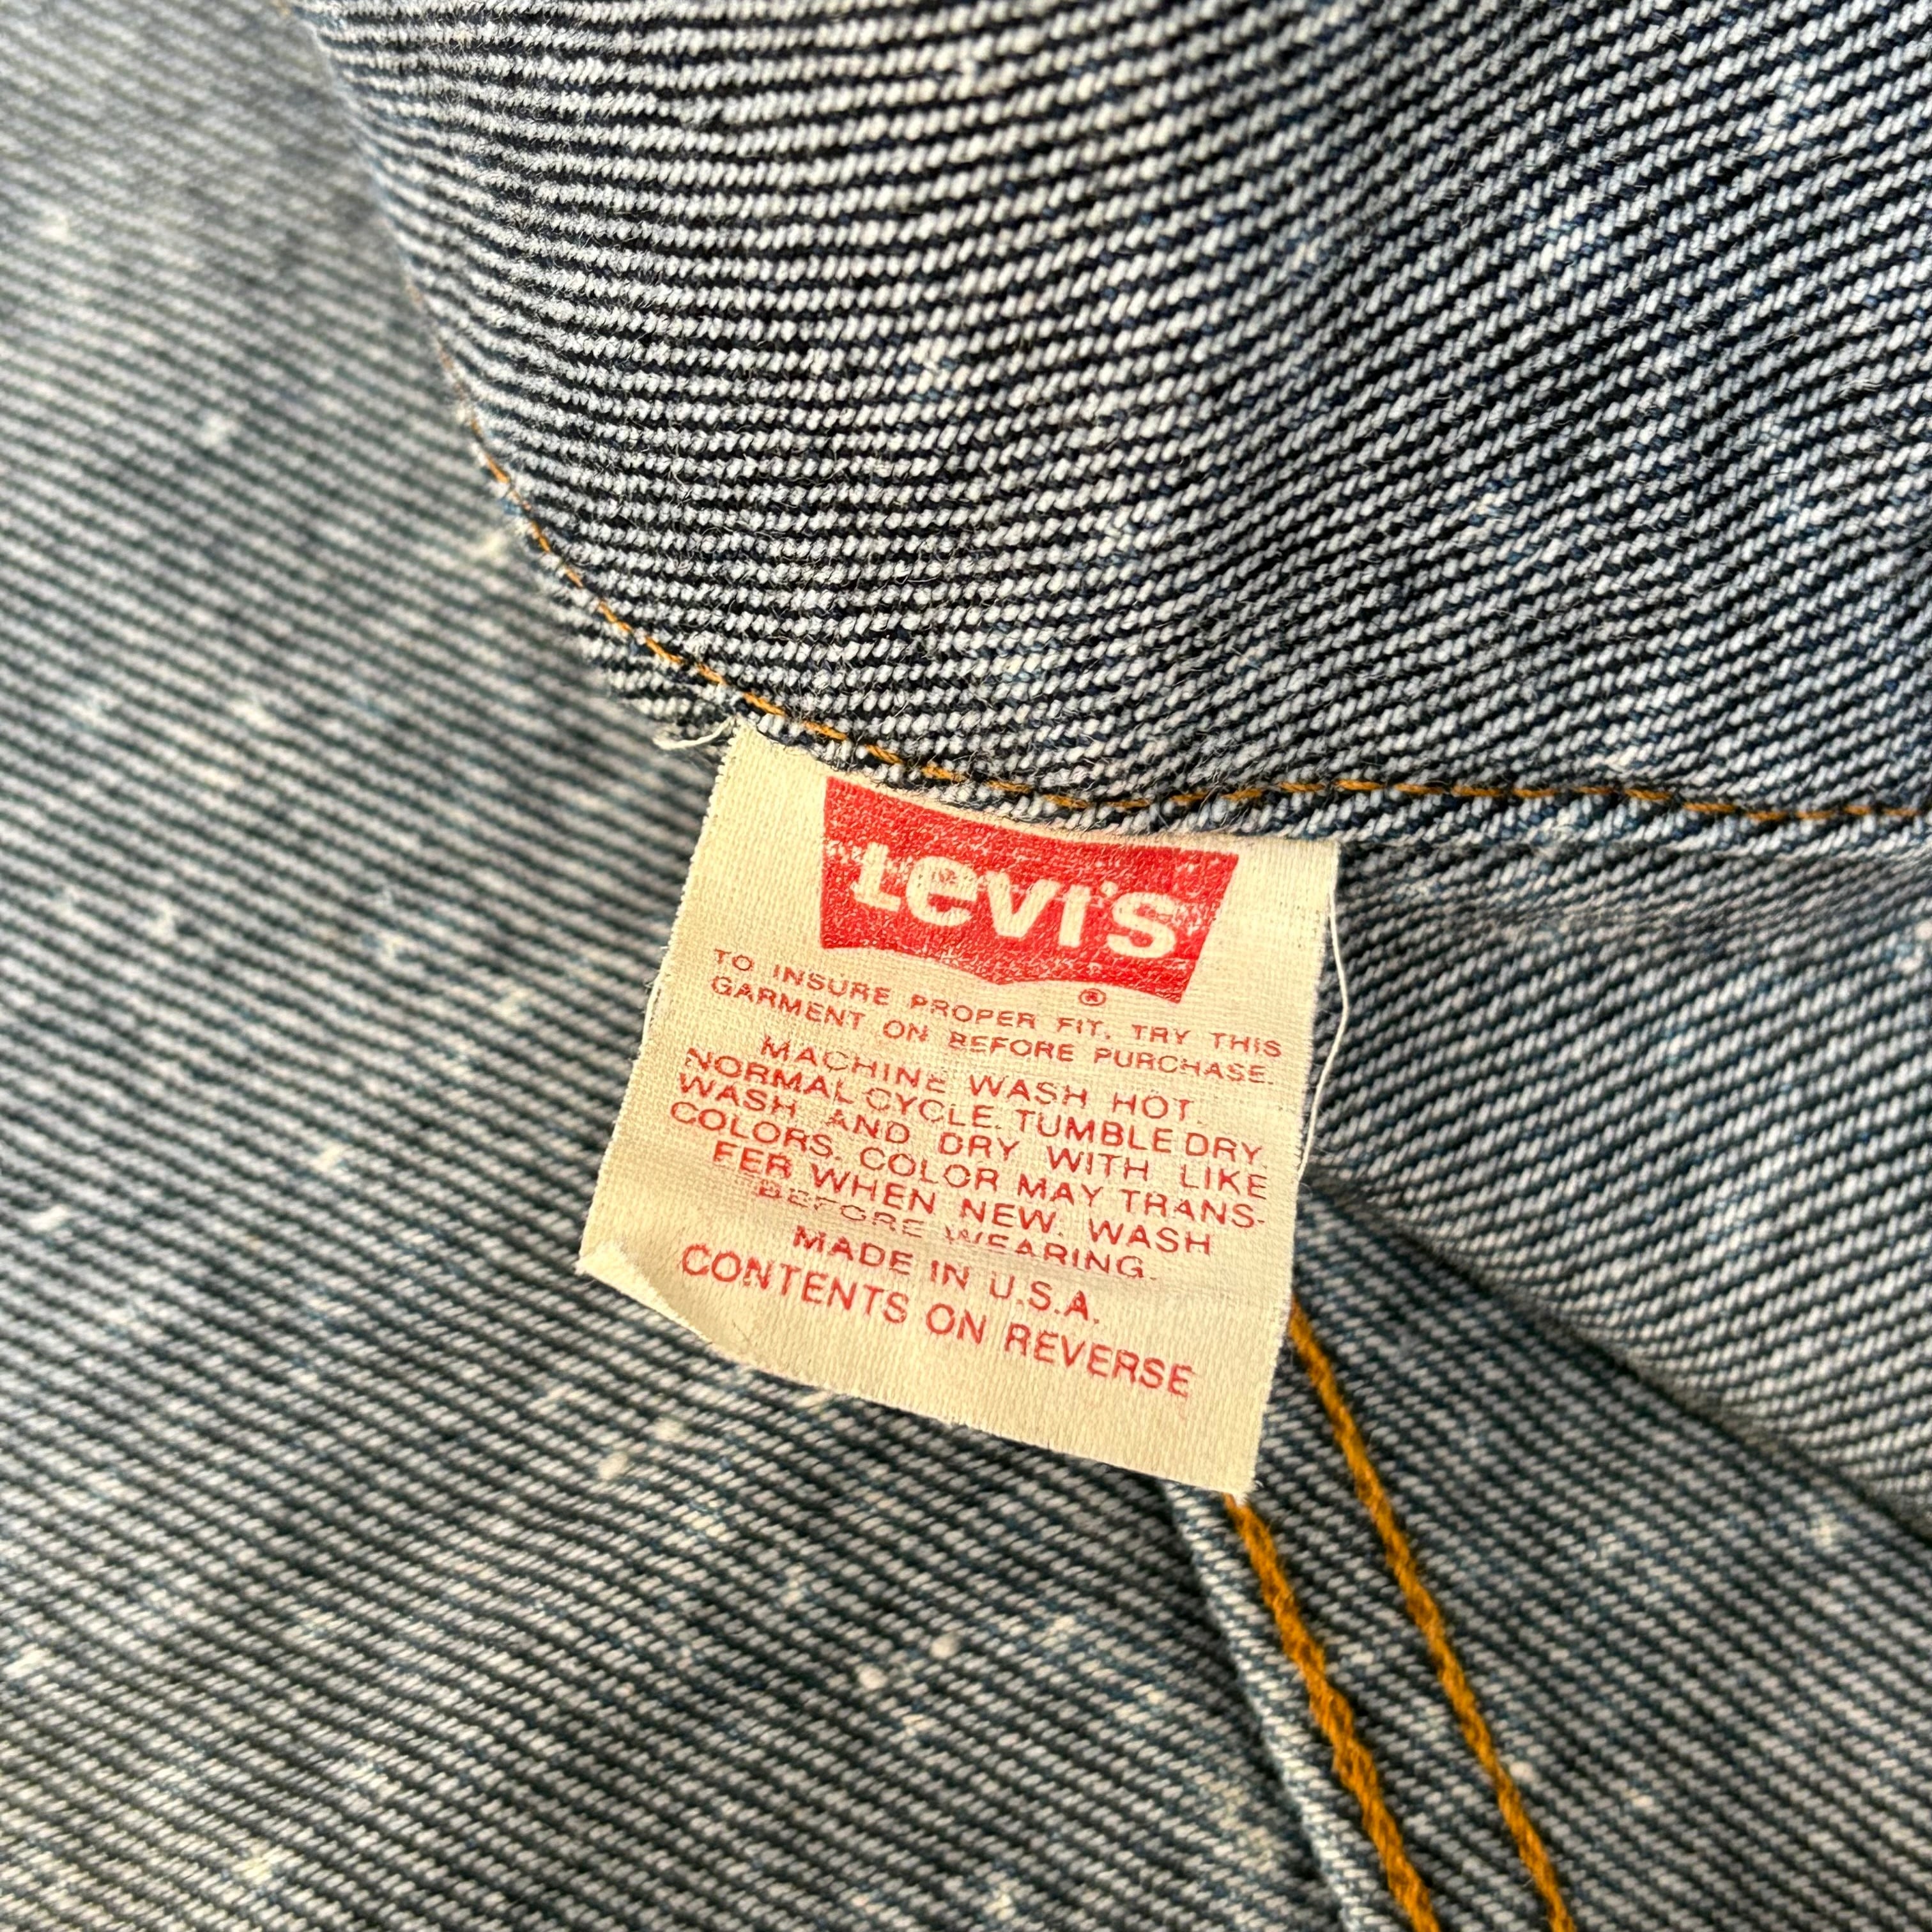 Levi's
®
TO INSURE PROPER FIT, TRY THIS
GARMENT ON BEFORE PURCHASE.
MACHINE WASH HOT.
NORMAL CYCLE. TUMBLE DRY.
WASH AND DRY WITH LIKE
COLORS. COLOR MAY TRANS-
FER WHEN NEW. WASH
BEFORE WEARING.
MADE IN U.S.A.
CONTENTS ON REVERSE